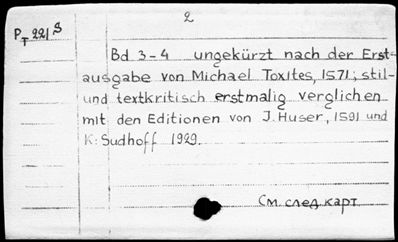 2
P_T 221 S
Bd 3-4 ungekürzt nach der Erst-
ausgabe von Michael Toxites, 1571; stil-
und textkritisch erstmalig verglichen
mit den Editionen von J. Huser, 1591 und
K. Sudhoff 1929.
См. след карт